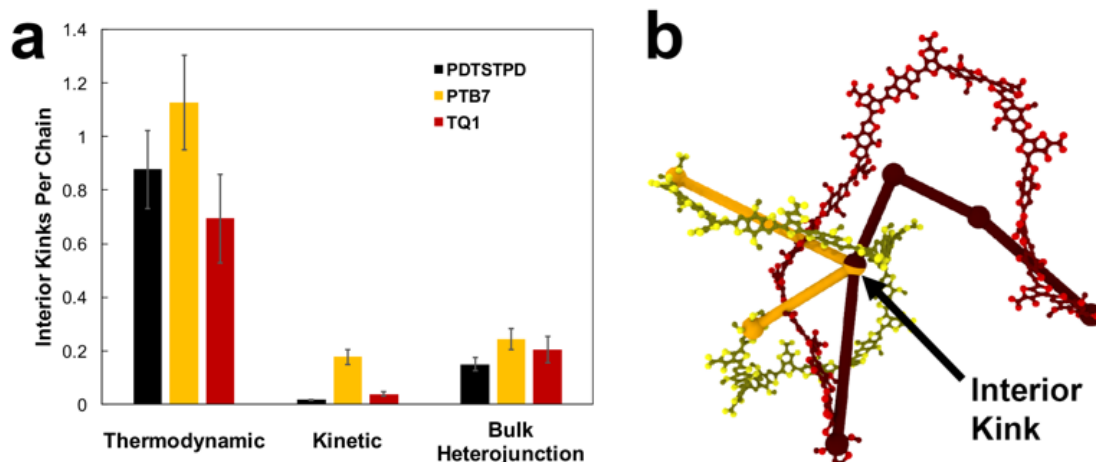 a
Interior Kinks Per Chain
1.4
1.2
1
0.8
0.6
0.4
0.2
0
PDTSTPD
PTB7
TQ1
Thermodynamic
Kinetic
Bulk
Heterojunction
b
Interior
Kink